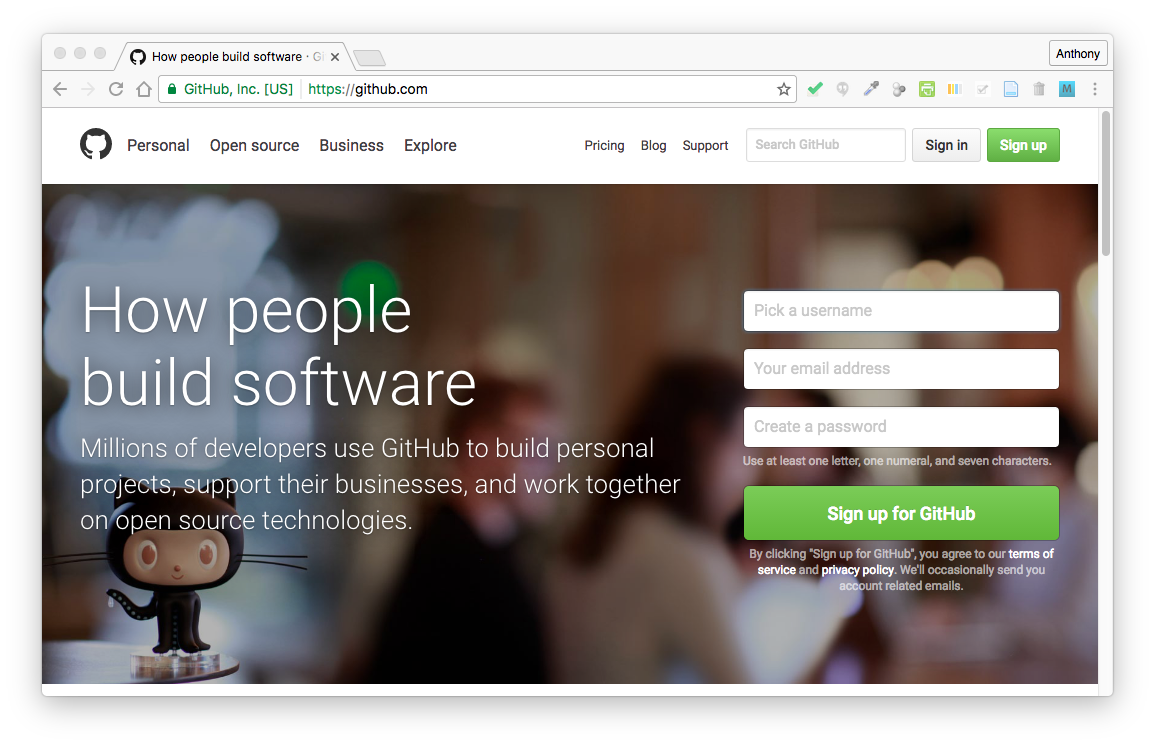 How people build software · Gi
Anthony
GitHub, Inc. [US]
https://github.com
M
Personal
Open source
Business
Explore
Pricing
Blog
Support
Search GitHub
Sign in
Sign up
How people
build software
Millions of developers use GitHub to build personal
projects, support their businesses, and work together
on open source technologies.
Pick a username
Your email address
Create a password
Use at least one letter, one numeral, and seven characters.
Sign up for GitHub
By clicking "Sign up for GitHub", you agree to our terms of
service and privacy policy. We'll occasionally send you
account related emails.